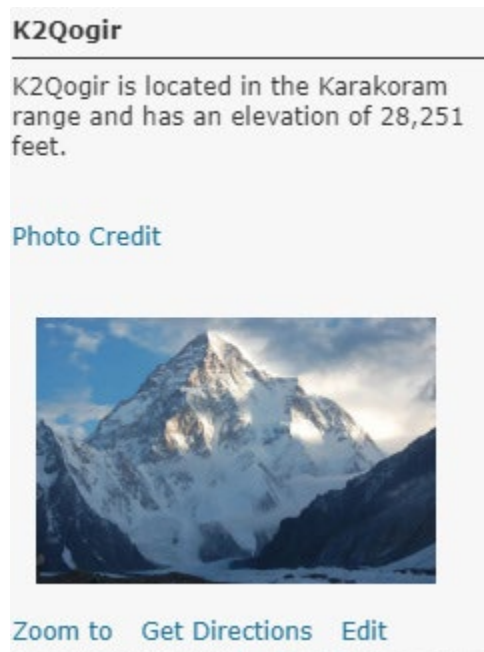 K2Qogir
K2Qogir is located in the Karakoram
range and has an elevation of 28,251
feet.
Photo Credit
Zoom to Get Directions Edit